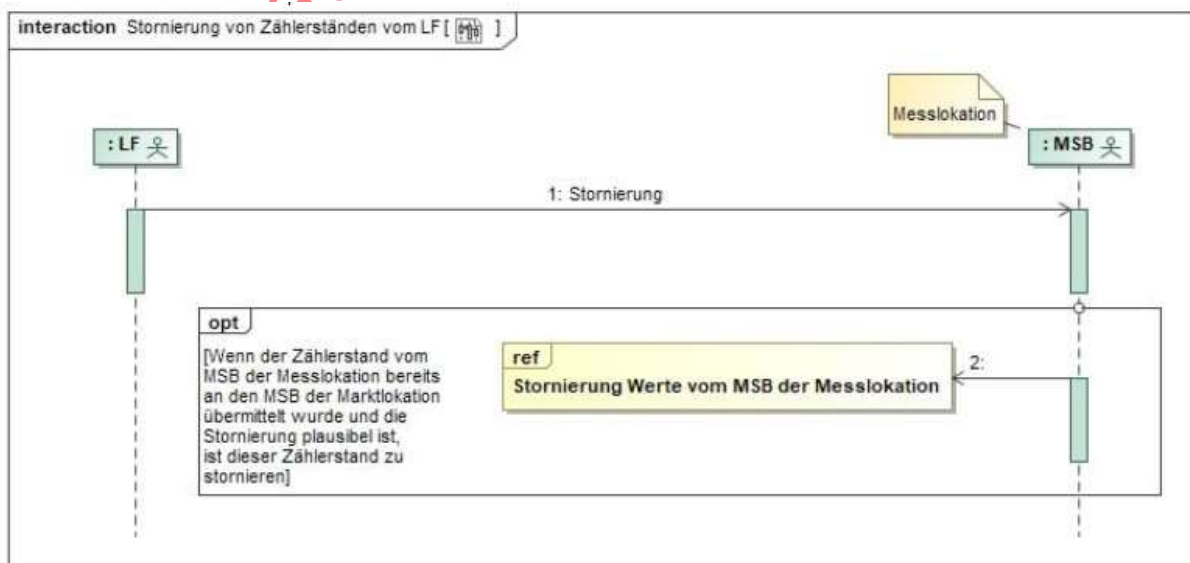 interaction Stornierung von Zählerständen vom LF [ ]
Messlokation
: LF
: MSB
1: Stornierung
opt
[Wenn der Zählerstand vom
MSB der Messlokation bereits
an den MSB der Marktlokation
übermittelt wurde und die
Stornierung plausibel ist,
ist dieser Zählerstand zu
stornieren]
ref
Stornierung Werte vom MSB der Messlokation
2: